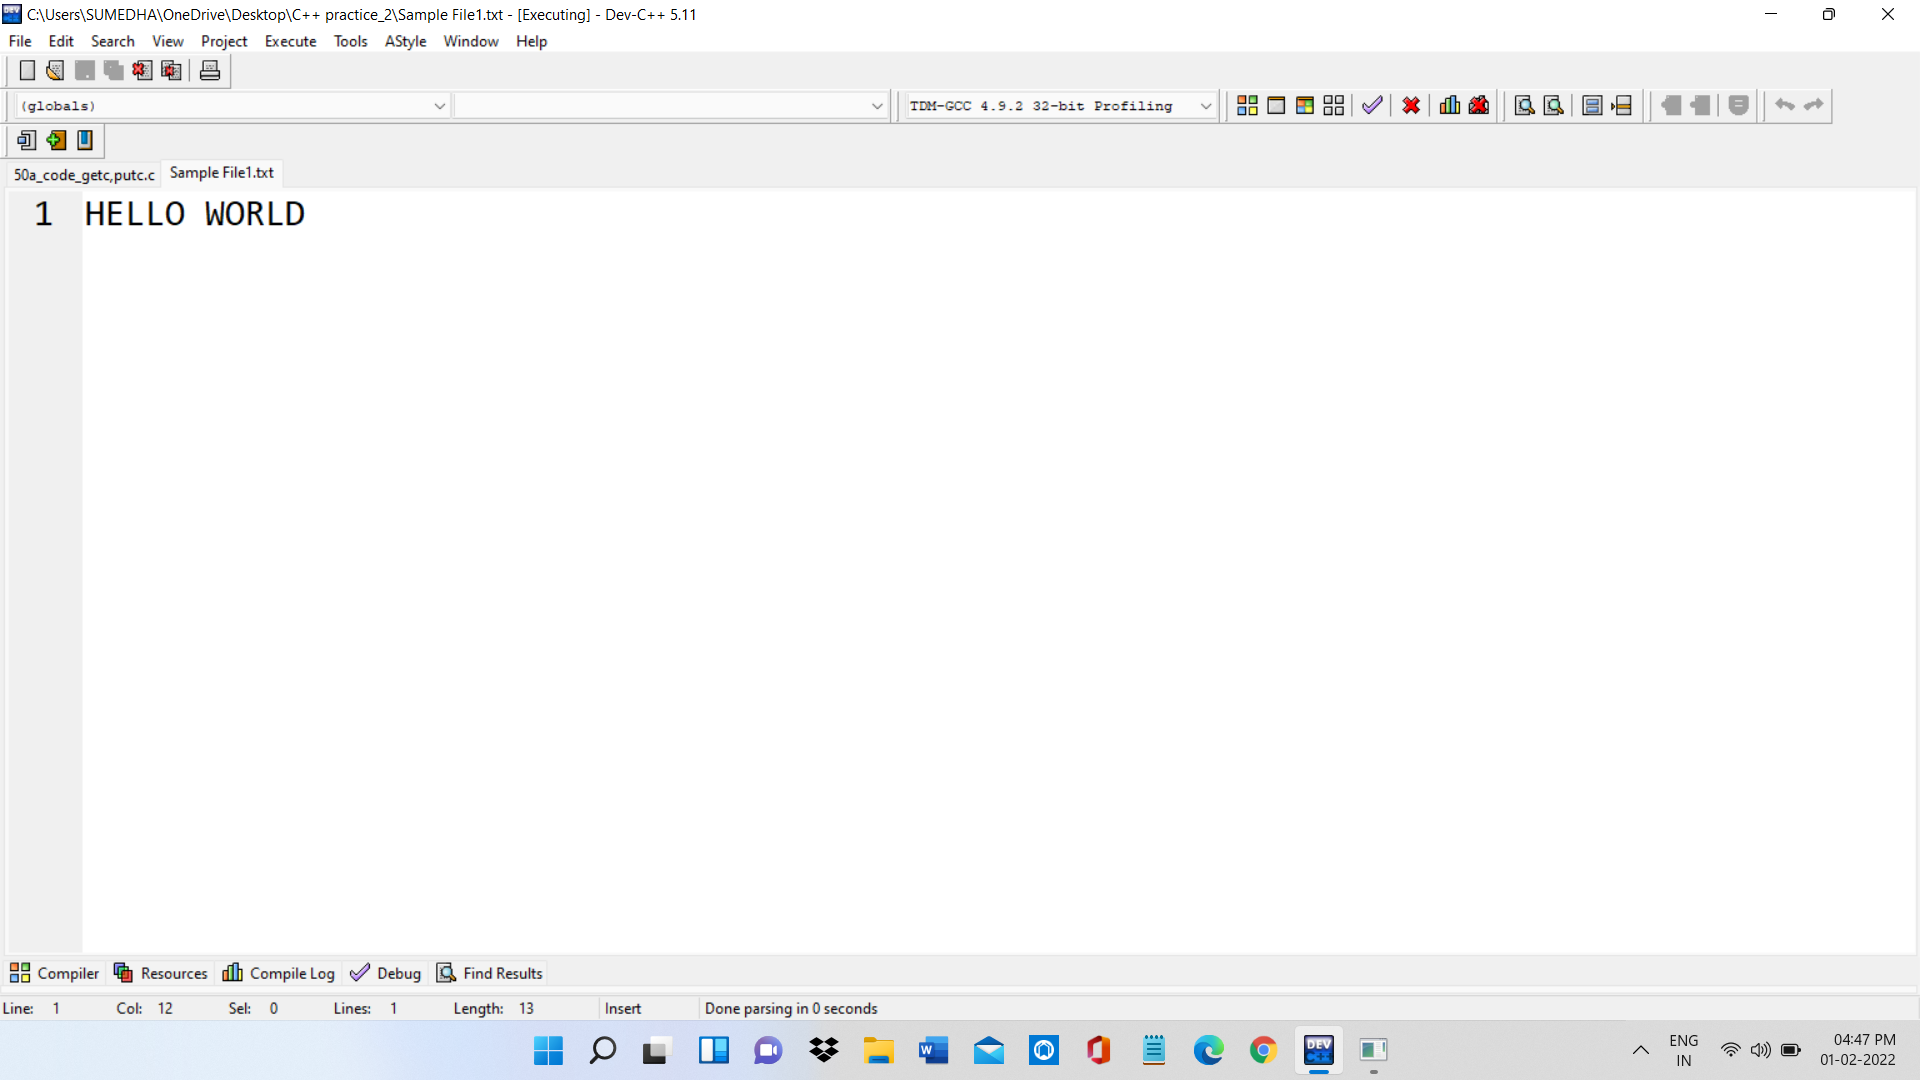 C:\Users\SUMEDHA\OneDrive\Desktop\C++ practice_2\Sample File1.txt - [Executing] - Dev-C++ 5.11
File Edit Search View Project Execute Tools AStyle Window Help
(globals) TDM-GCC 4.9.2 32-bit Profiling
50a_code_getc,putc.c Sample File1.txt
1 HELLO WORLD
Compiler Resources Compile Log Debug Find Results
Line: 1 Col: 12 Sel: 0 Lines: 1 Length: 13 Insert Done parsing in 0 seconds
DEV C++
ENG 04:47 PM
IN 01-02-2022